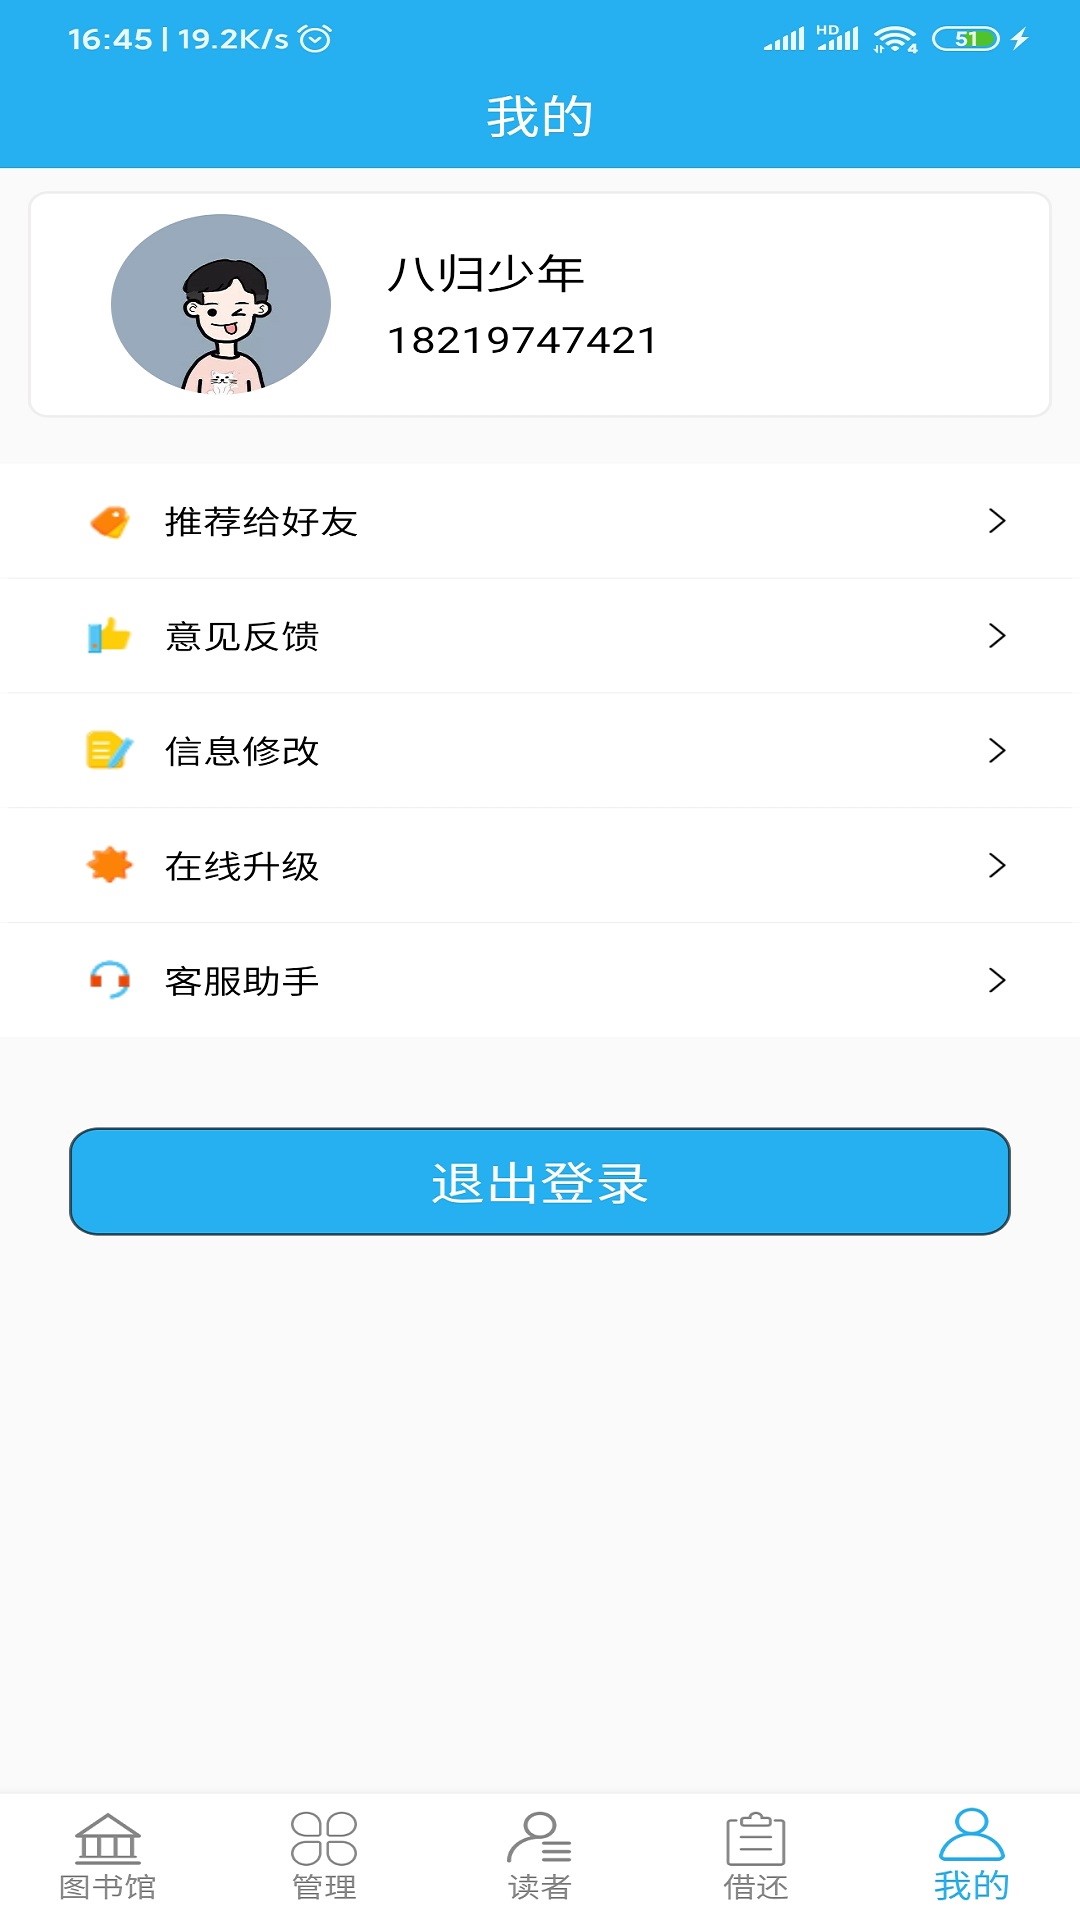 16:45 | 19.2K/s
HD
4
51
我的
八归少年
18219747421
推荐给好友
意见反馈
信息修改
在线升级
客服助手
退出登录
图书馆
管理
读者
借还
我的